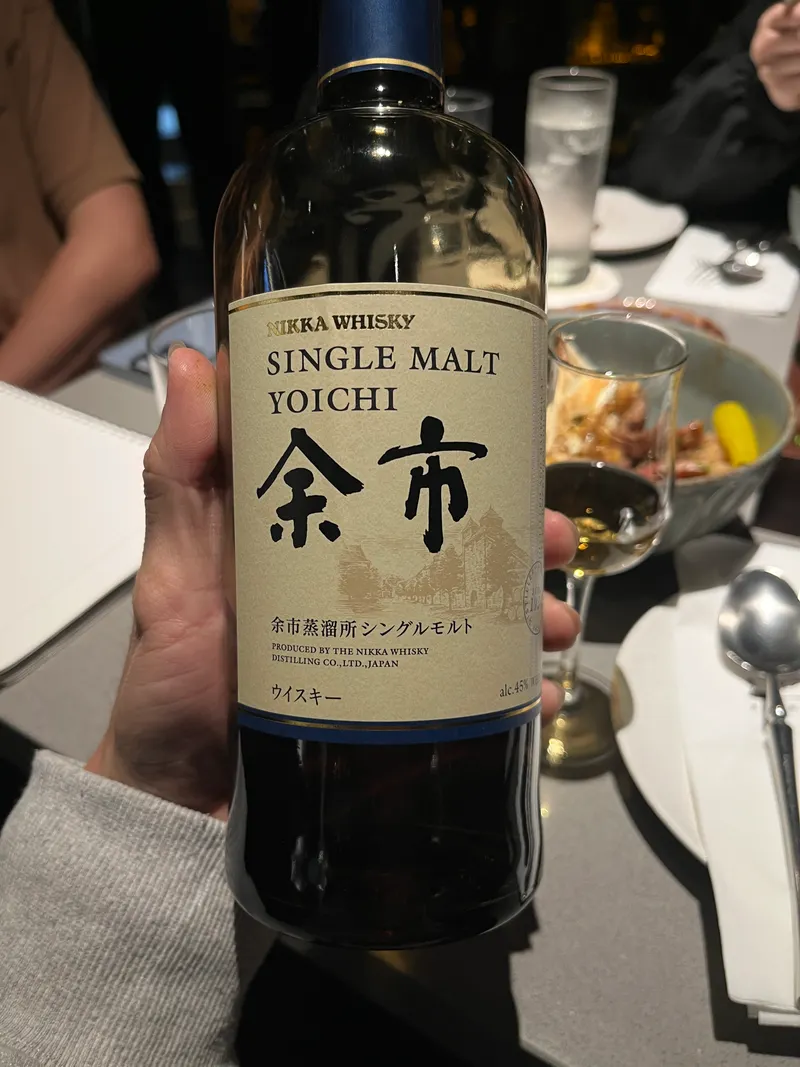 NIKKA WHISKY
SINGLE MALT
YOICHI
余市
余市蒸溜所シングルモルト
PRODUCED BY THE NIKKA WHISKY
DISTILLING CO.,LTD.,JAPAN
ウイスキー
alc.45%